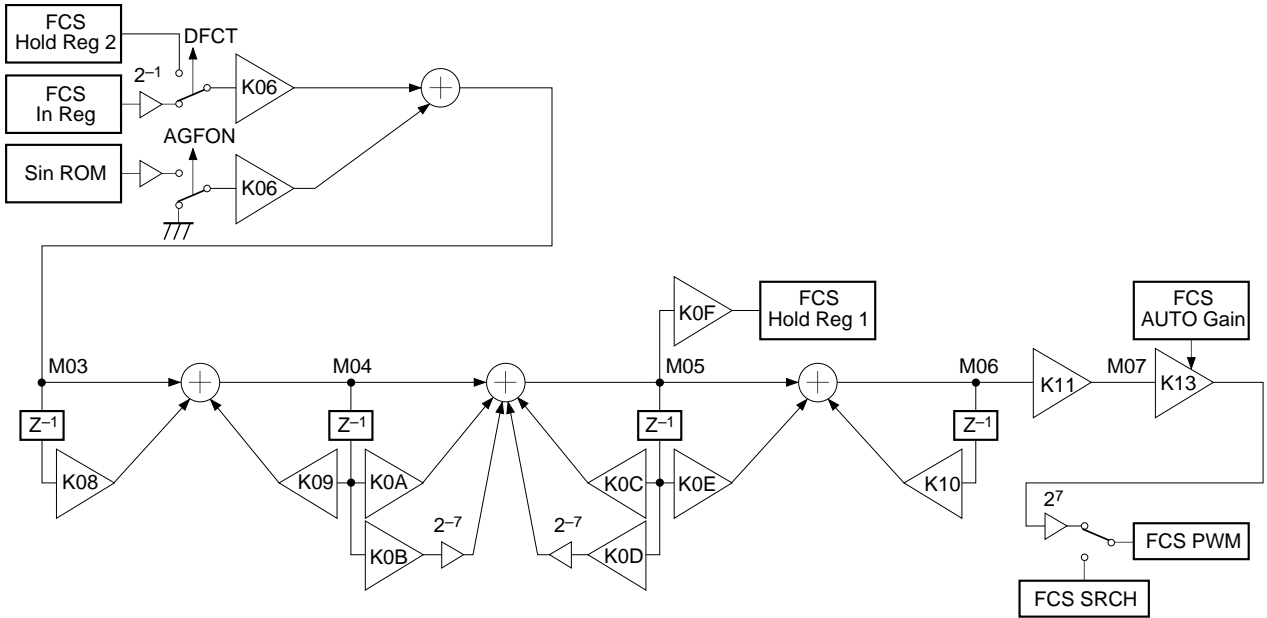 FCS
Hold Reg 2
DFCT
2–1
K06
FCS
In Reg
AGFON
Sin ROM
K06
K0F
FCS
Hold Reg 1
FCS
AUTO Gain
M03
M04
M05
M06
K11
M07
K13
Z–1
Z–1
Z–1
Z–1
K08
K09
K0A
K0C
K0E
K10
K0B
2–7
2–7
K0D
27
FCS PWM
FCS SRCH